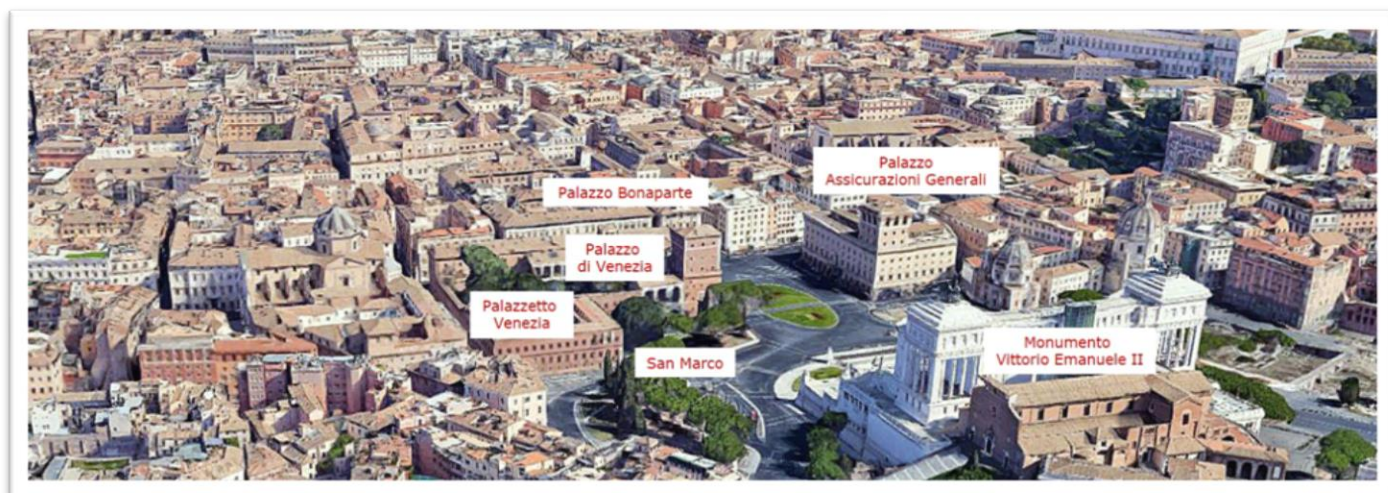 Palazzo
Assicurazioni Generali
Palazzo Bonaparte
Palazzo
di Venezia
Palazzetto
Venezia
San Marco
Monumento
Vittorio Emanuele II